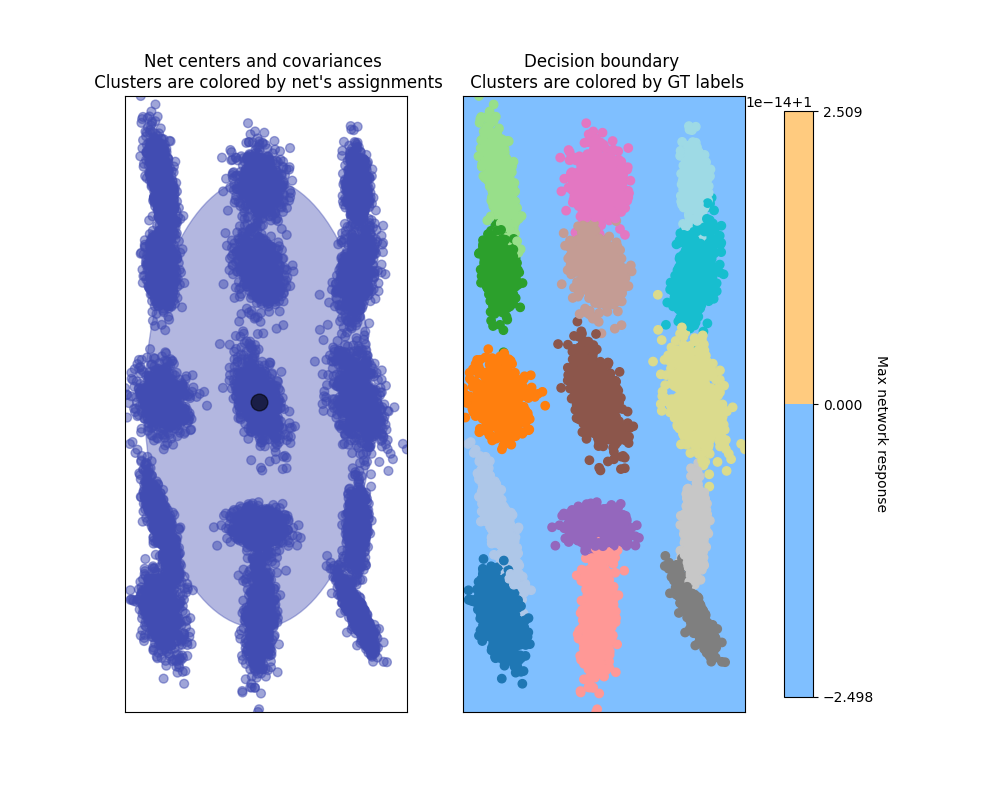 Net centers and covariances
Clusters are colored by net's assignments
Decision boundary
Clusters are colored by GT labels
1e−14+1
2.509
0.000
−2.498
Max network response